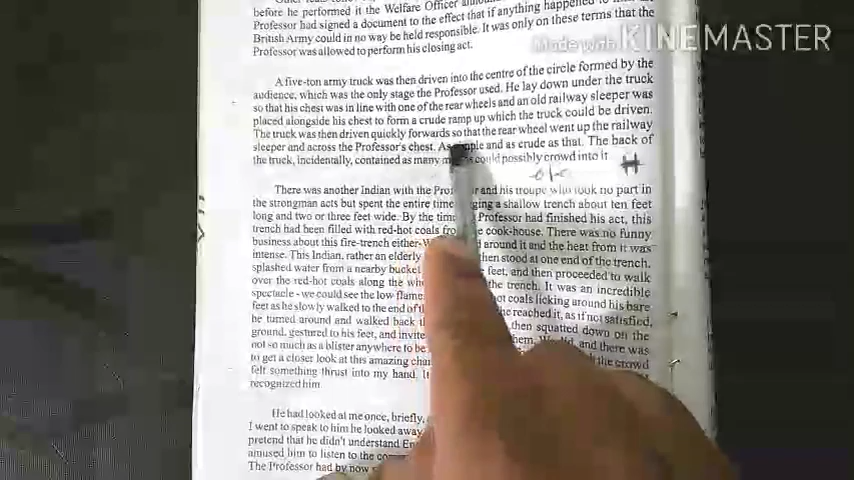 before he performed it the Welfare Officer
Professor had signed a document to the effect that if anything happened to
British Army could in no way be held responsible. It was only on these terms that the
Professor was allowed to perform his closing act.
Made with KINEMASTER
A five-ton army truck was then driven into the centre of the circle formed by the
audience, which was the only stage the Professor used. He lay down under the truck
so that his chest was in line with one of the rear wheels and an old railway sleeper was
placed alongside his chest to form a crude ramp up which the truck could be driven.
The truck was then driven quickly forwards so that the rear wheel went up the railway
sleeper and across the Professor's chest. As simple and as crude as that. The back of
the truck, incidentally, contained as many could possibly crowd into it
There was another Indian with the and his troupe who took no part in
the strongman acts but spent the entire time a shallow trench about ten feet
long and two or three feet wide. By the time Professor had finished his act, this
trench had been filled with red-hot coals cook-house. There was no funny
business about this fire-trench either around it and the heat from it was
intense. This Indian, rather an elderly then stood at one end of the trench,
splashed water from a nearby bucket feet, and then proceeded to walk
over the red-hot coals along the the trench. It was an incredible
spectacle - we could see the low coals licking around his bare
feet as he slowly walked to the end of he reached it, as if not satisfied,
he turned around and walked back then squatted down on the
ground, gestured to his feet, and and there was
not so much as a blister anywhere to be the crowd
to get a closer look at this amazing
felt something thrust into my hand.
recognized him
He had looked at me once, briefly,
I went to speak to him he looked away
pretend that he didn't understand
amused him to listen to the
The Professor had by now